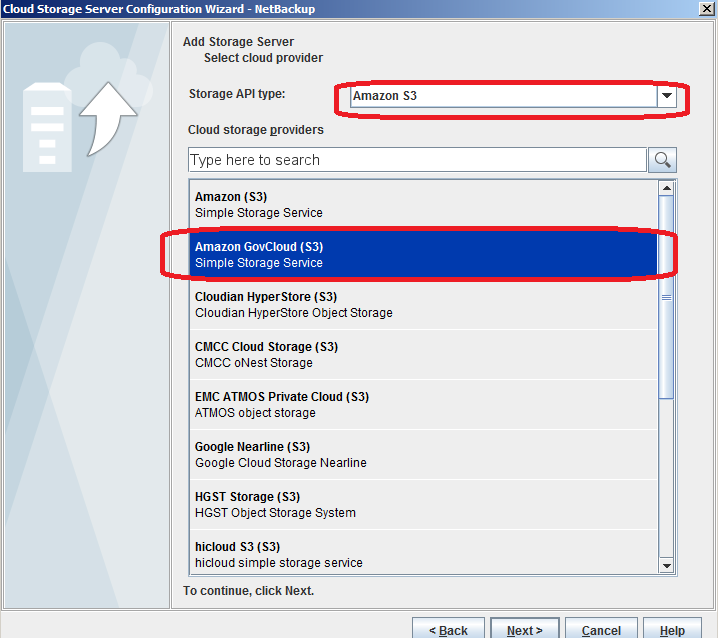 Cloud Storage Server Configuration Wizard - NetBackup
Add Storage Server
Select cloud provider
Storage API type:
Amazon S3
Cloud storage providers
Type here to search
Amazon (S3)
Simple Storage Service
Amazon GovCloud (S3)
Simple Storage Service
Cloudian HyperStore (S3)
Cloudian HyperStore Object Storage
CMCC Cloud Storage (S3)
CMCC oNest Storage
EMC ATMOS Private Cloud (S3)
ATMOS object storage
Google Nearline (S3)
Google Cloud Storage Nearline
HGST Storage (S3)
HGST Object Storage System
hicloud S3 (S3)
hicloud simple storage service
To continue, click Next.
< Back
Next >
Cancel
Help